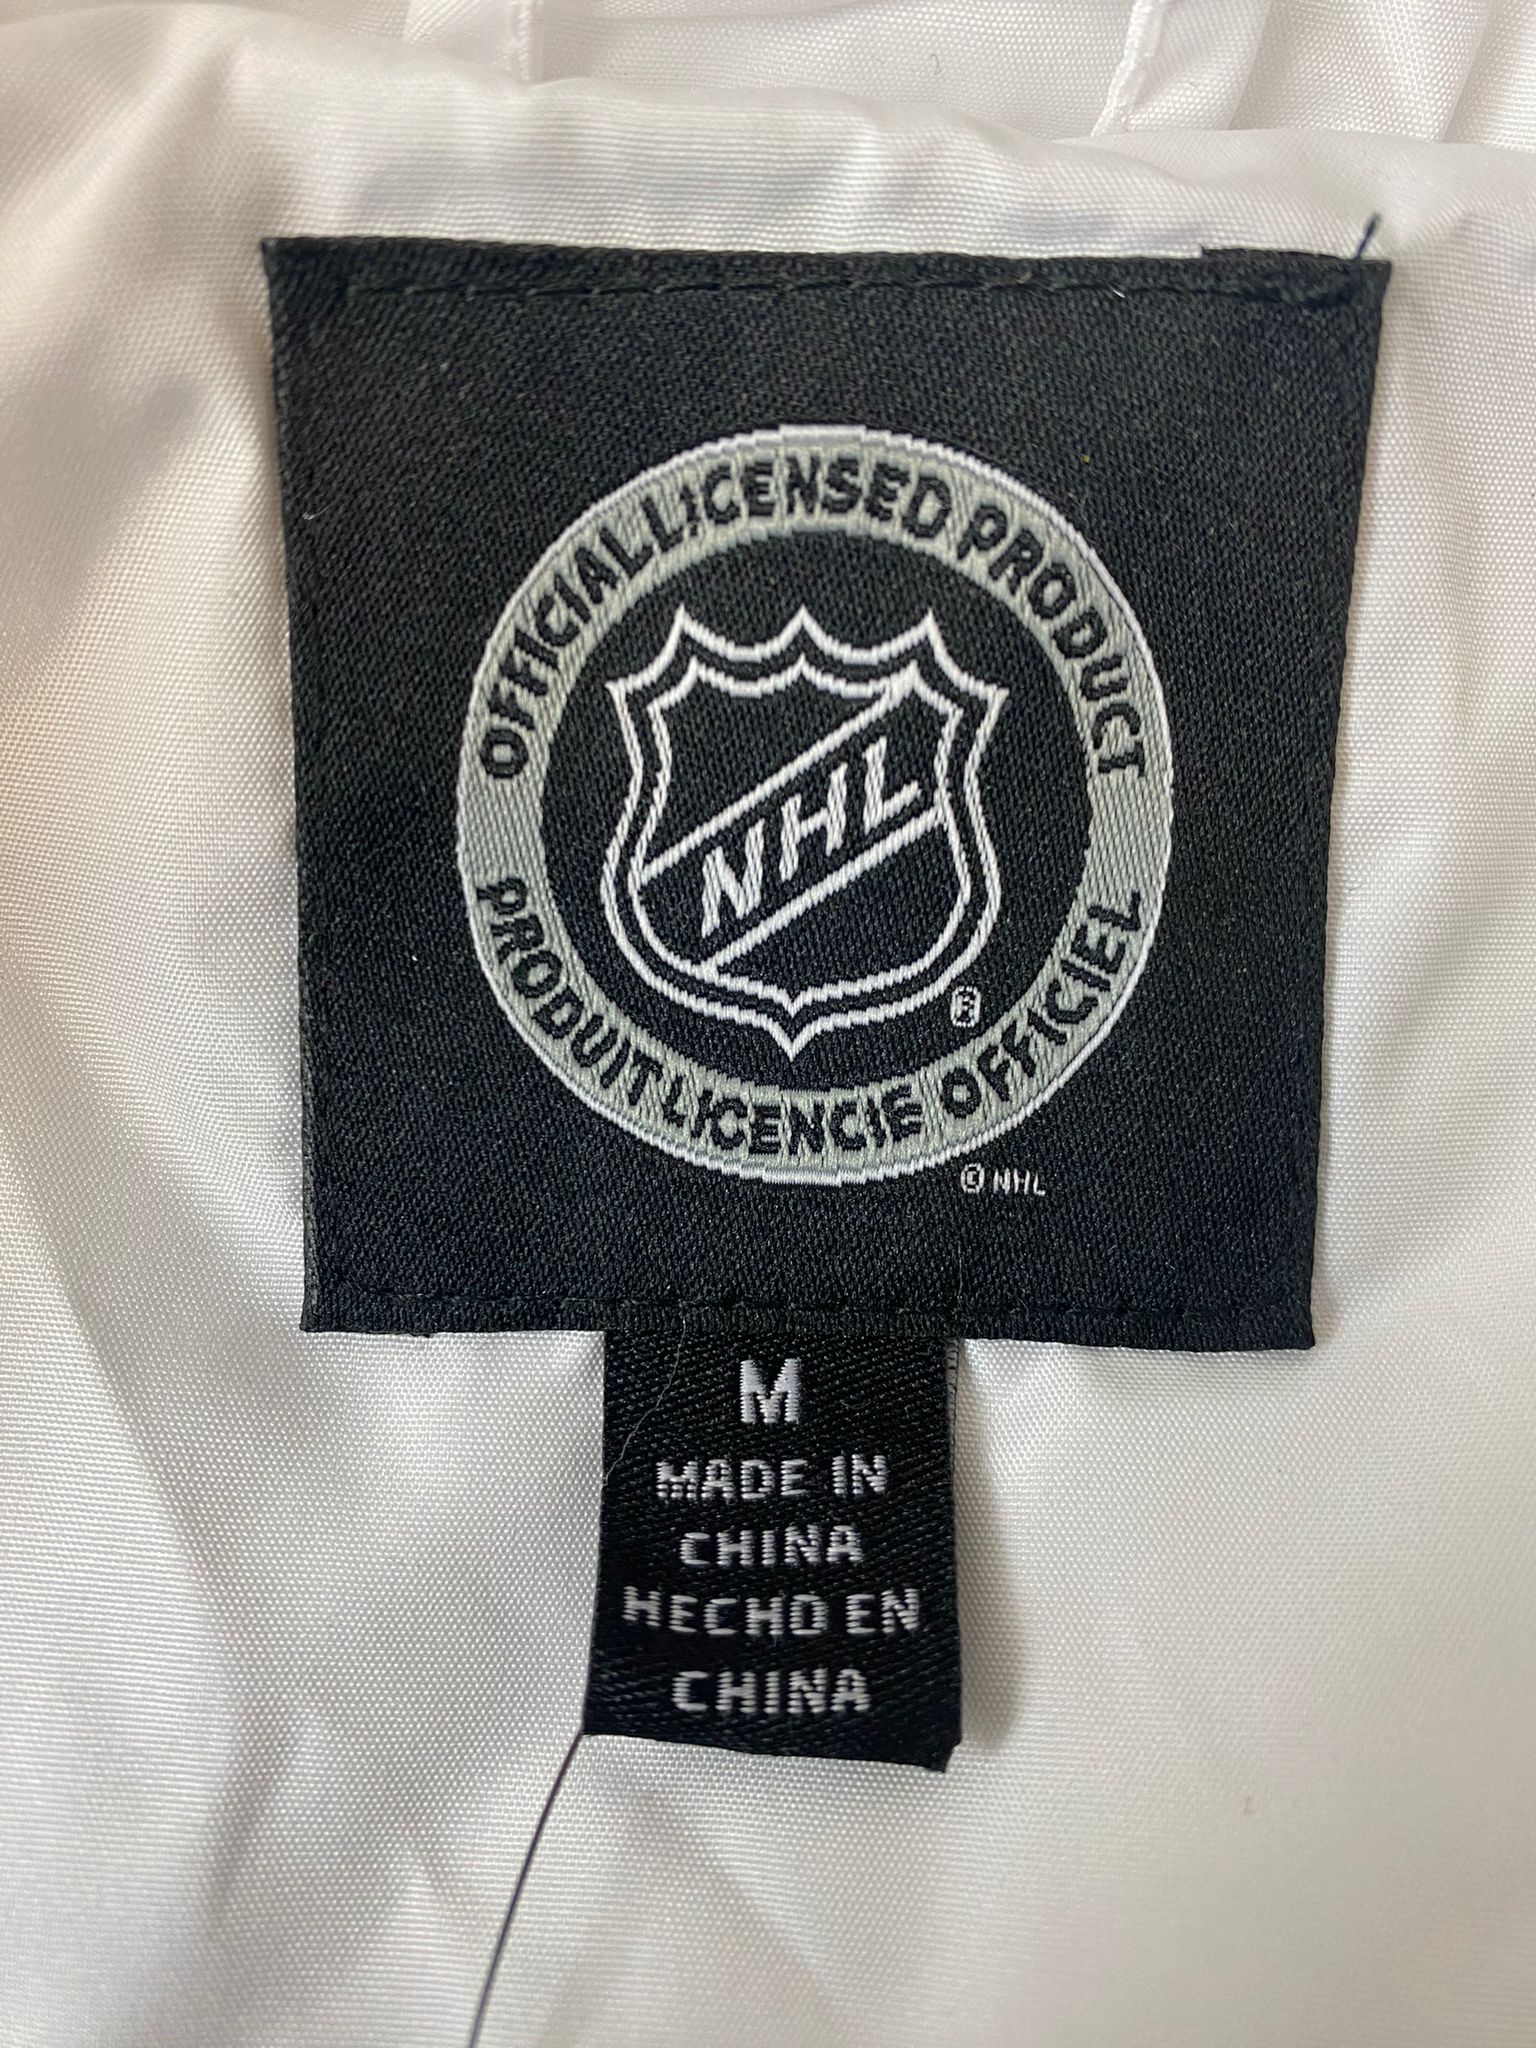 OFFICIAL LICENSED PRODUCT
NHL
®
PRODUIT LICENCIE OFFICIEL
© NHL
M
MADE IN
CHINA
HECHO EN
CHINA